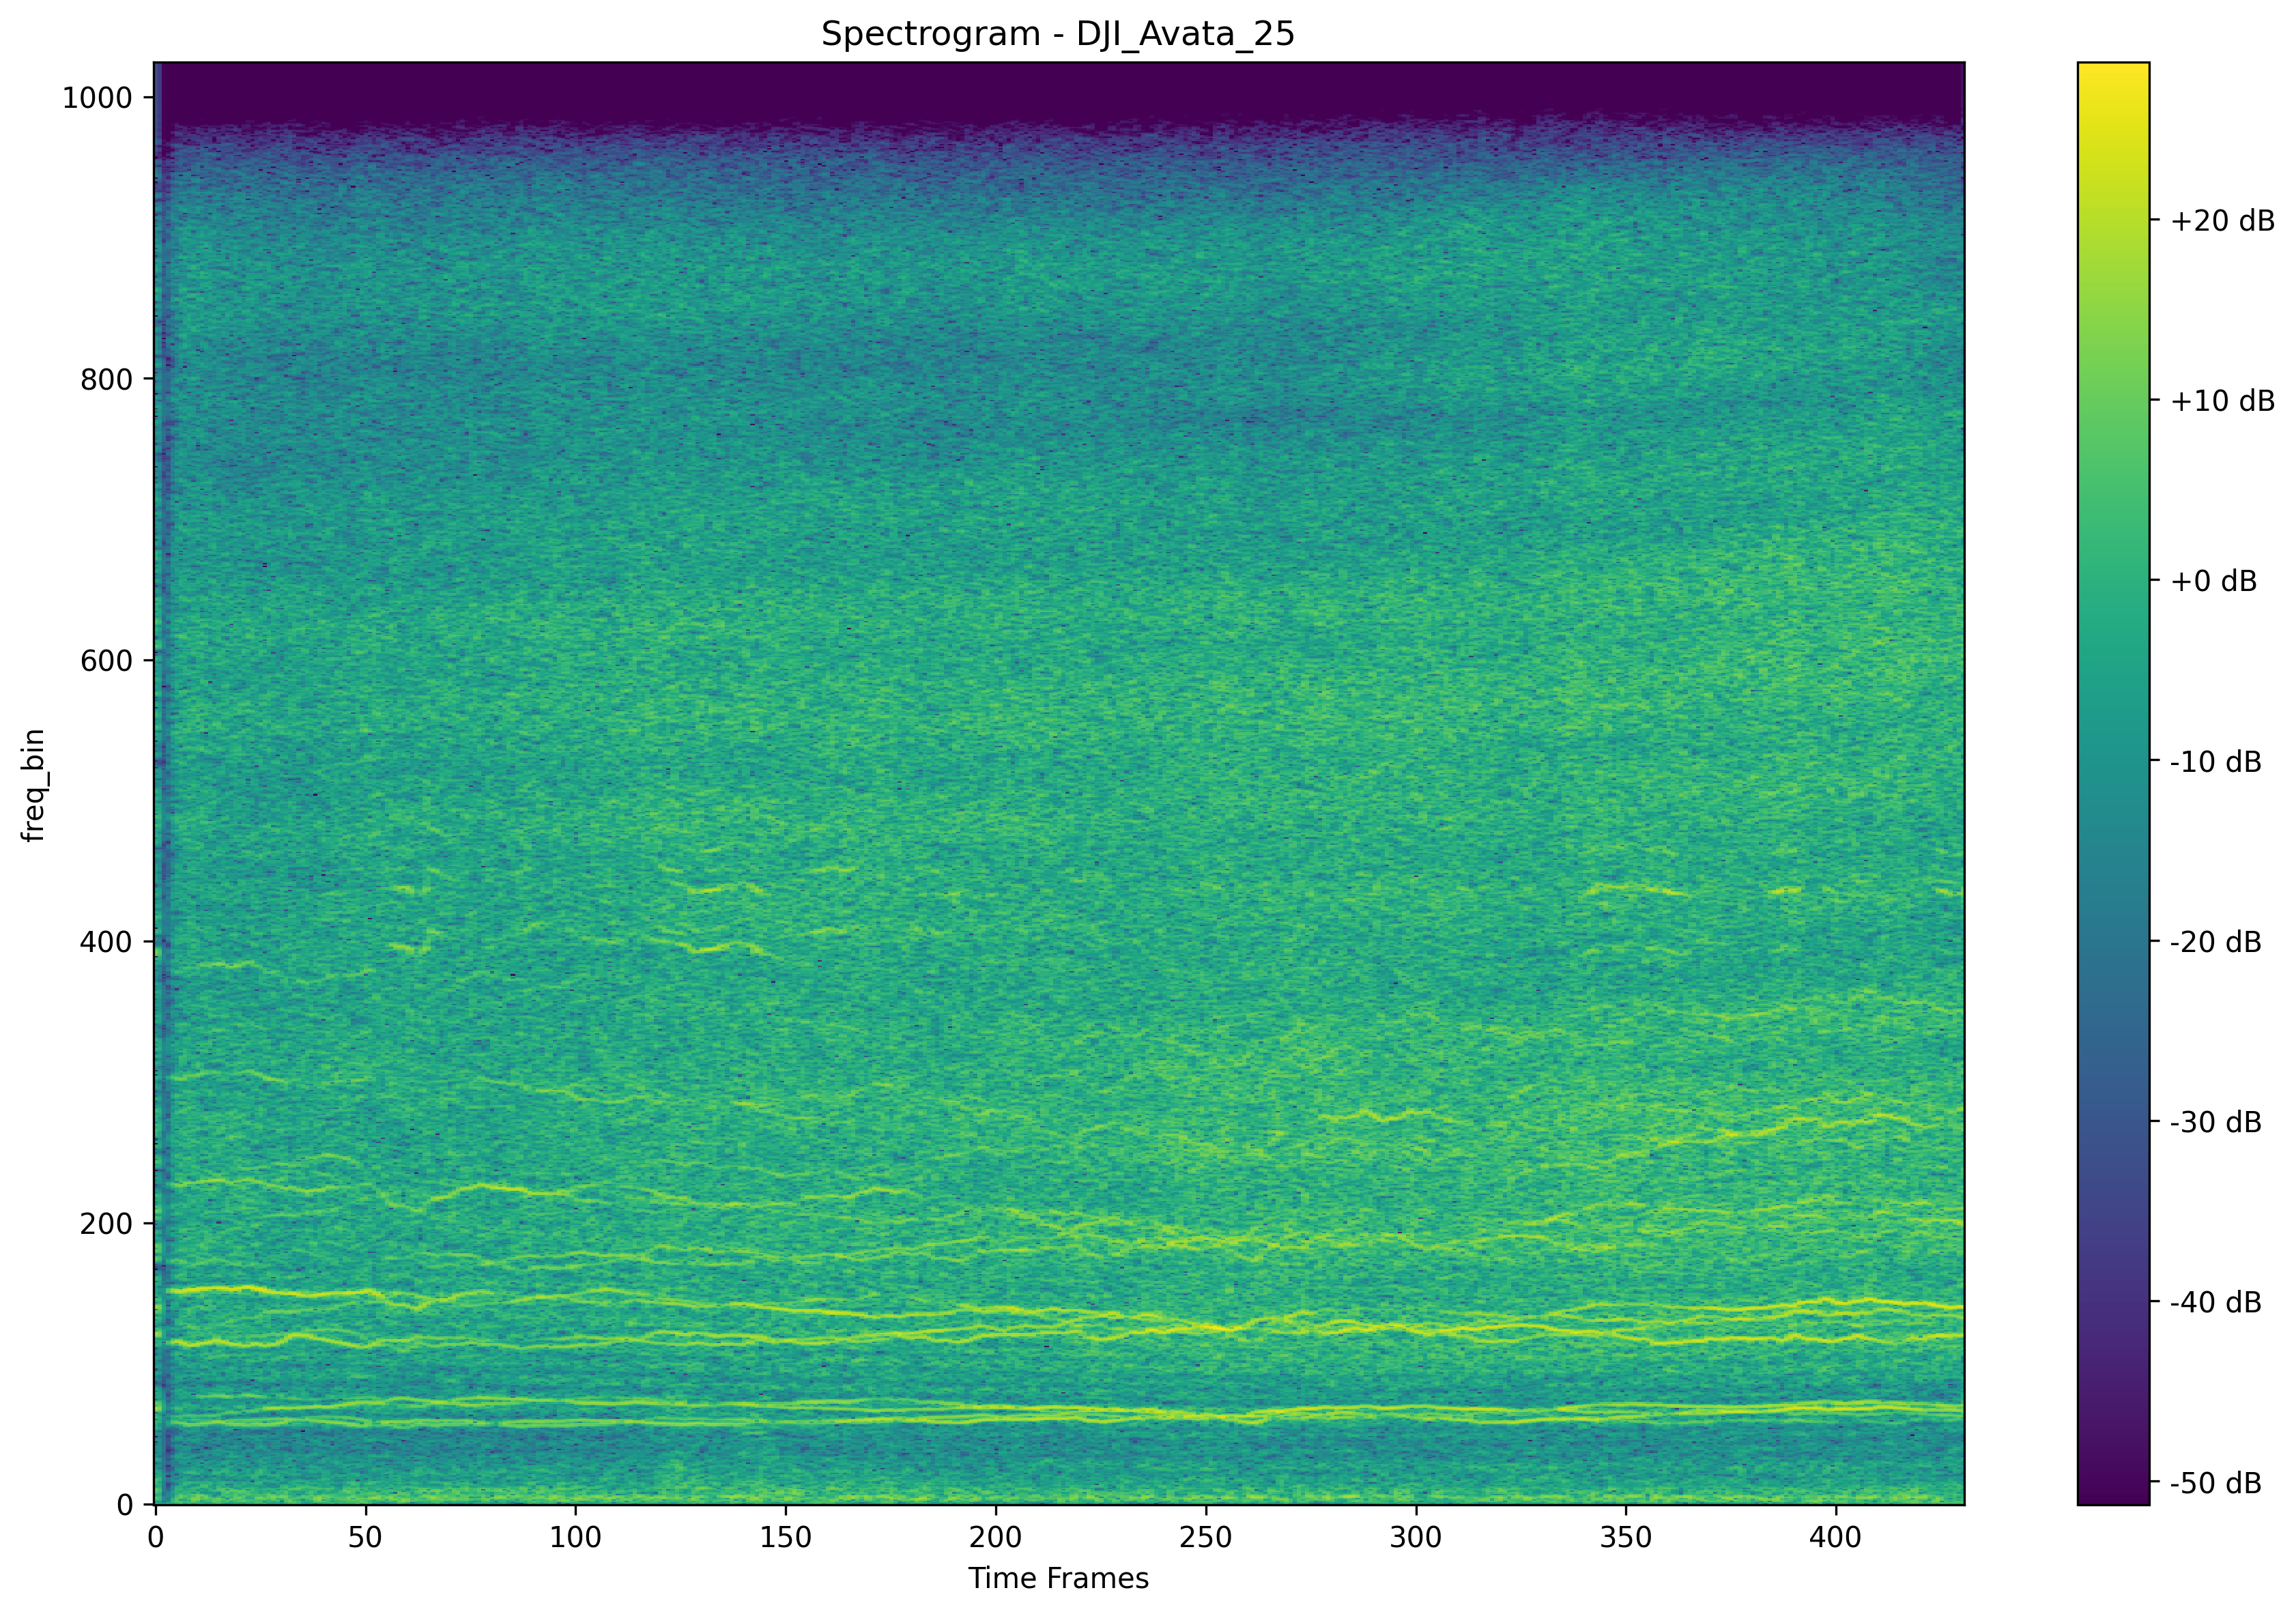 Spectrogram - DJI_Avata_25
1000
800
600
400
200
0
freq_bin
0 50 100 150 200 250 300 350 400
Time Frames
+20 dB
+10 dB
+0 dB
-10 dB
-20 dB
-30 dB
-40 dB
-50 dB